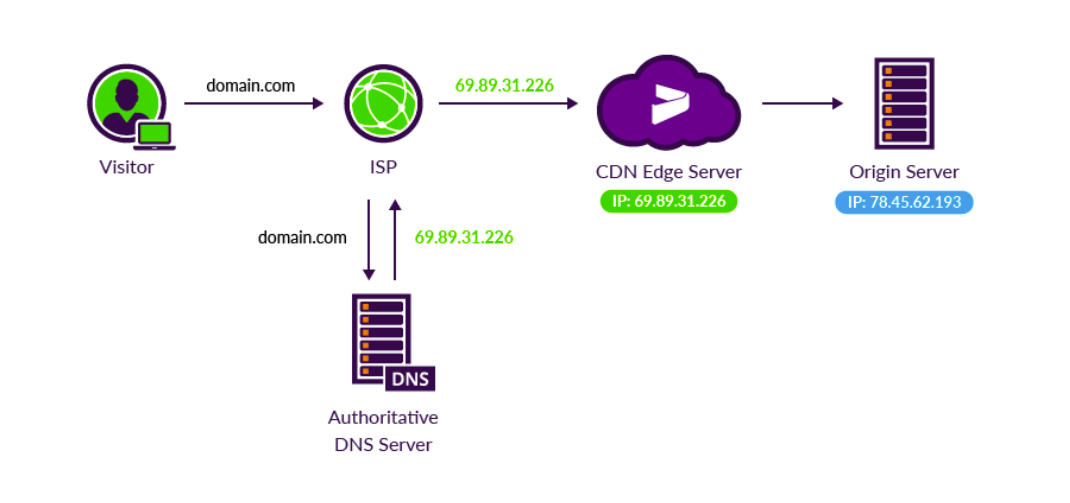 domain.com
69.89.31.226
Visitor
ISP
CDN Edge Server
IP: 69.89.31.226
Origin Server
IP: 78.45.62.193
domain.com
69.89.31.226
DNS
Authoritative
DNS Server